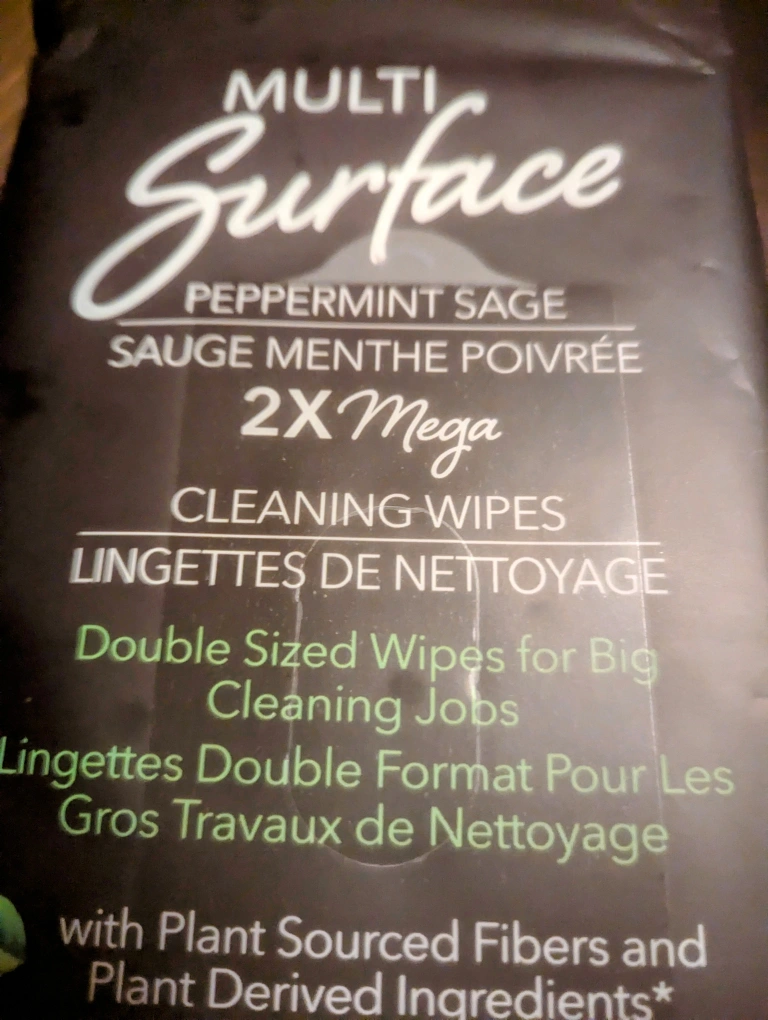 MULTI
Surface
PEPPERMINT SAGE
SAUGE MENTHE POIVRÉE
2X Mega
CLEANING WIPES
LINGETTES DE NETTOYAGE
Double Sized Wipes for Big
Cleaning Jobs
Lingettes Double Format Pour Les
Gros Travaux de Nettoyage
with Plant Sourced Fibers and
Plant Derived Ingredients*